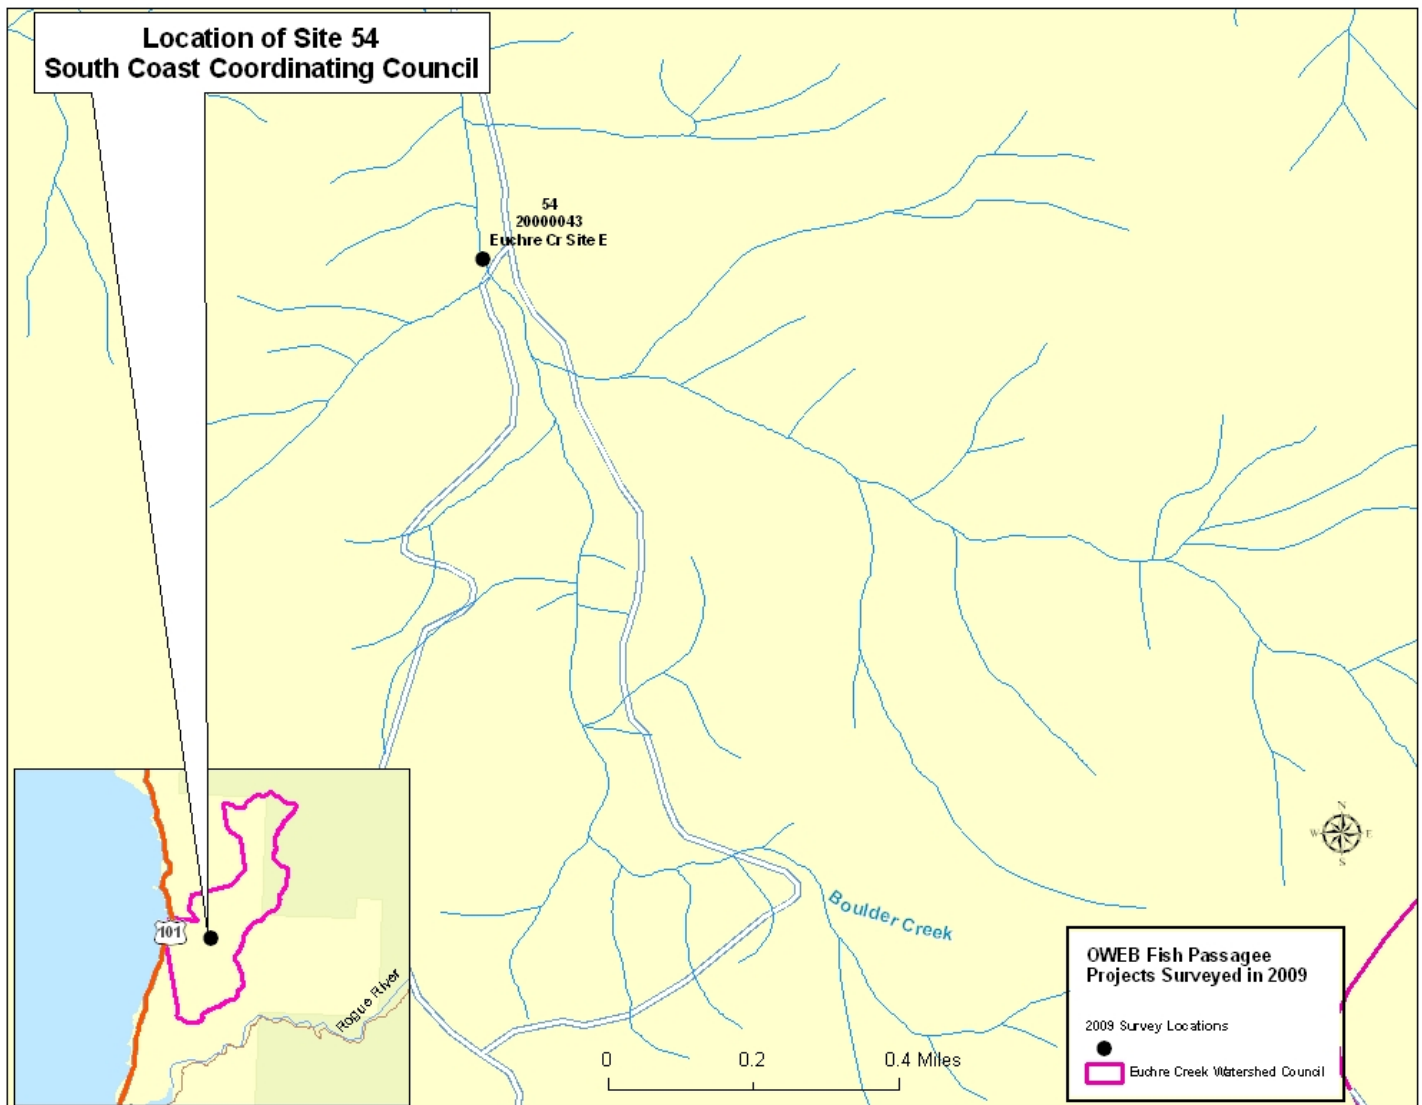 Location of Site 54
South Coast Coordinating Council
54
20000043
Euchre Cr Site E
Boulder Creek
N
W E
S
101
Rogue River
0 0.2 0.4 Miles
OWEB Fish Passagee
Projects Surveyed in 2009
2009 Survey Locations
Euchre Creek Watershed Council